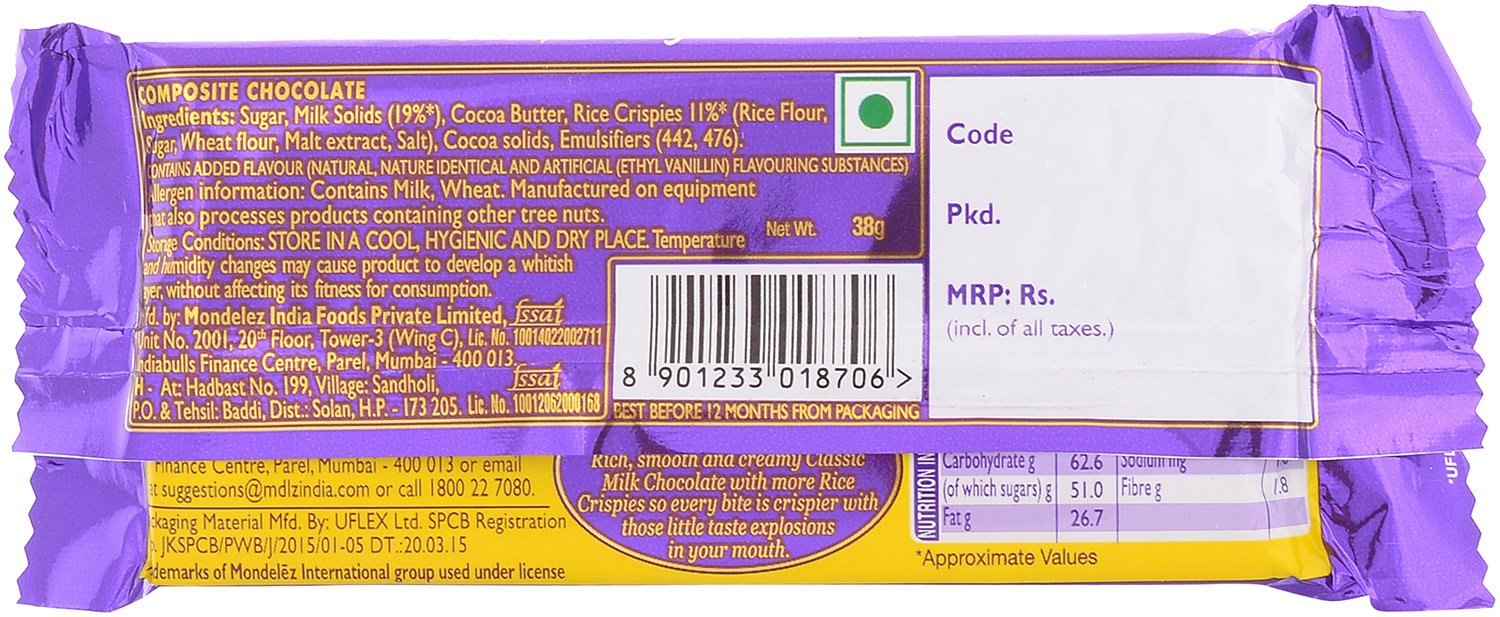 COMPOSITE CHOCOLATE
Ingredients: Sugar, Milk Solids (19%*), Cocoa Butter, Rice Crispies 11%* (Rice Flour,
Sugar, Wheat flour, Malt extract, Salt), Cocoa solids, Emulsifiers (442, 476).
CONTAINS ADDED FLAVOUR (NATURAL, NATURE IDENTICAL AND ARTIFICIAL (ETHYL VANILLIN) FLAVOURING SUBSTANCES)
Allergen information: Contains Milk, Wheat. Manufactured on equipment
that also processes products containing other tree nuts.
Storage Conditions: STORE IN A COOL, HYGIENIC AND DRY PLACE. Temperature
and humidity changes may cause product to develop a whitish
layer, without affecting its fitness for consumption.
Net Wt. 38g
Mfd. by: Mondelez India Foods Private Limited, fssai
Unit No. 2001, 20th Floor, Tower-3 (Wing C), Lic. No. 10014022002711
Indiabulls Finance Centre, Parel, Mumbai - 400 013.
H - At: Hadbast No. 199, Village: Sandholi, fssai
P.O. & Tehsil: Baddi, Dist.: Solan, H.P. - 173 205. Lic. No. 10012062000168
8 901233 018706 >
BEST BEFORE 12 MONTHS FROM PACKAGING
Code
Pkd.
MRP: Rs.
(incl. of all taxes.)
Finance Centre, Parel, Mumbai - 400 013 or email
at suggestions@mdlzindia.com or call 1800 22 7080.
ckaging Material Mfd. By: UFLEX Ltd. SPCB Registration
JKSPCB/PWB/J/2015/01-05 DT.:20.03.15
demarks of Mondelēz International group used under license
Rich, smooth and creamy Classic
Milk Chocolate with more Rice
Crispies so every bite is crispier with
those little taste explosions
in your mouth.
NUTRITION IN
Carbohydrate g 62.6 Sodium mg
(of which sugars) g 51.0 Fibre g 1.8
Fat g 26.7
*Approximate Values